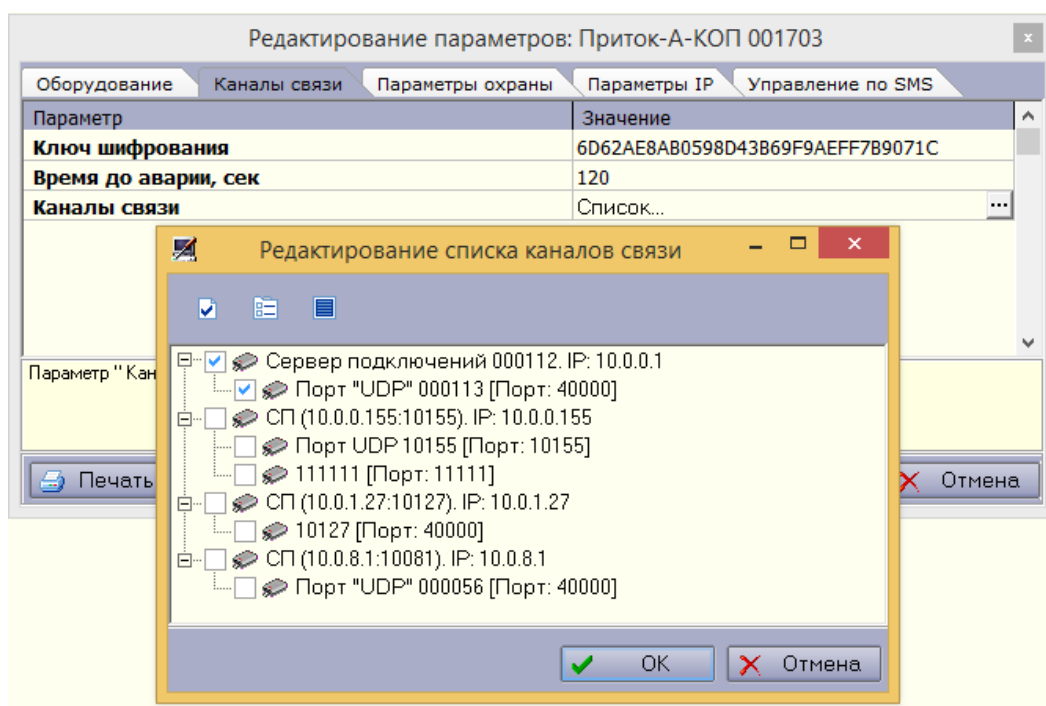 Редактирование параметров: Приток-А-КОП 001703
Оборудование Каналы связи Параметры охраны Параметры IP Управление по SMS
Параметр Значение
Ключ шифрования 6D62AE8AB0598D43B69F9AEFF7B9071C
Время до аварии, сек 120
Каналы связи Список... ...
Редактирование списка каналов связи
Сервер подключений 000112. IP: 10.0.0.1
Порт "UDP" 000113 [Порт: 40000]
СП (10.0.0.155:10155). IP: 10.0.0.155
Порт UDP 10155 [Порт: 10155]
111111 [Порт: 11111]
СП (10.0.1.27:10127). IP: 10.0.1.27
10127 [Порт: 40000]
СП (10.0.8.1:10081). IP: 10.0.8.1
Порт "UDP" 000056 [Порт: 40000]
OK Отмена
Параметр "Кан
Печать Отмена